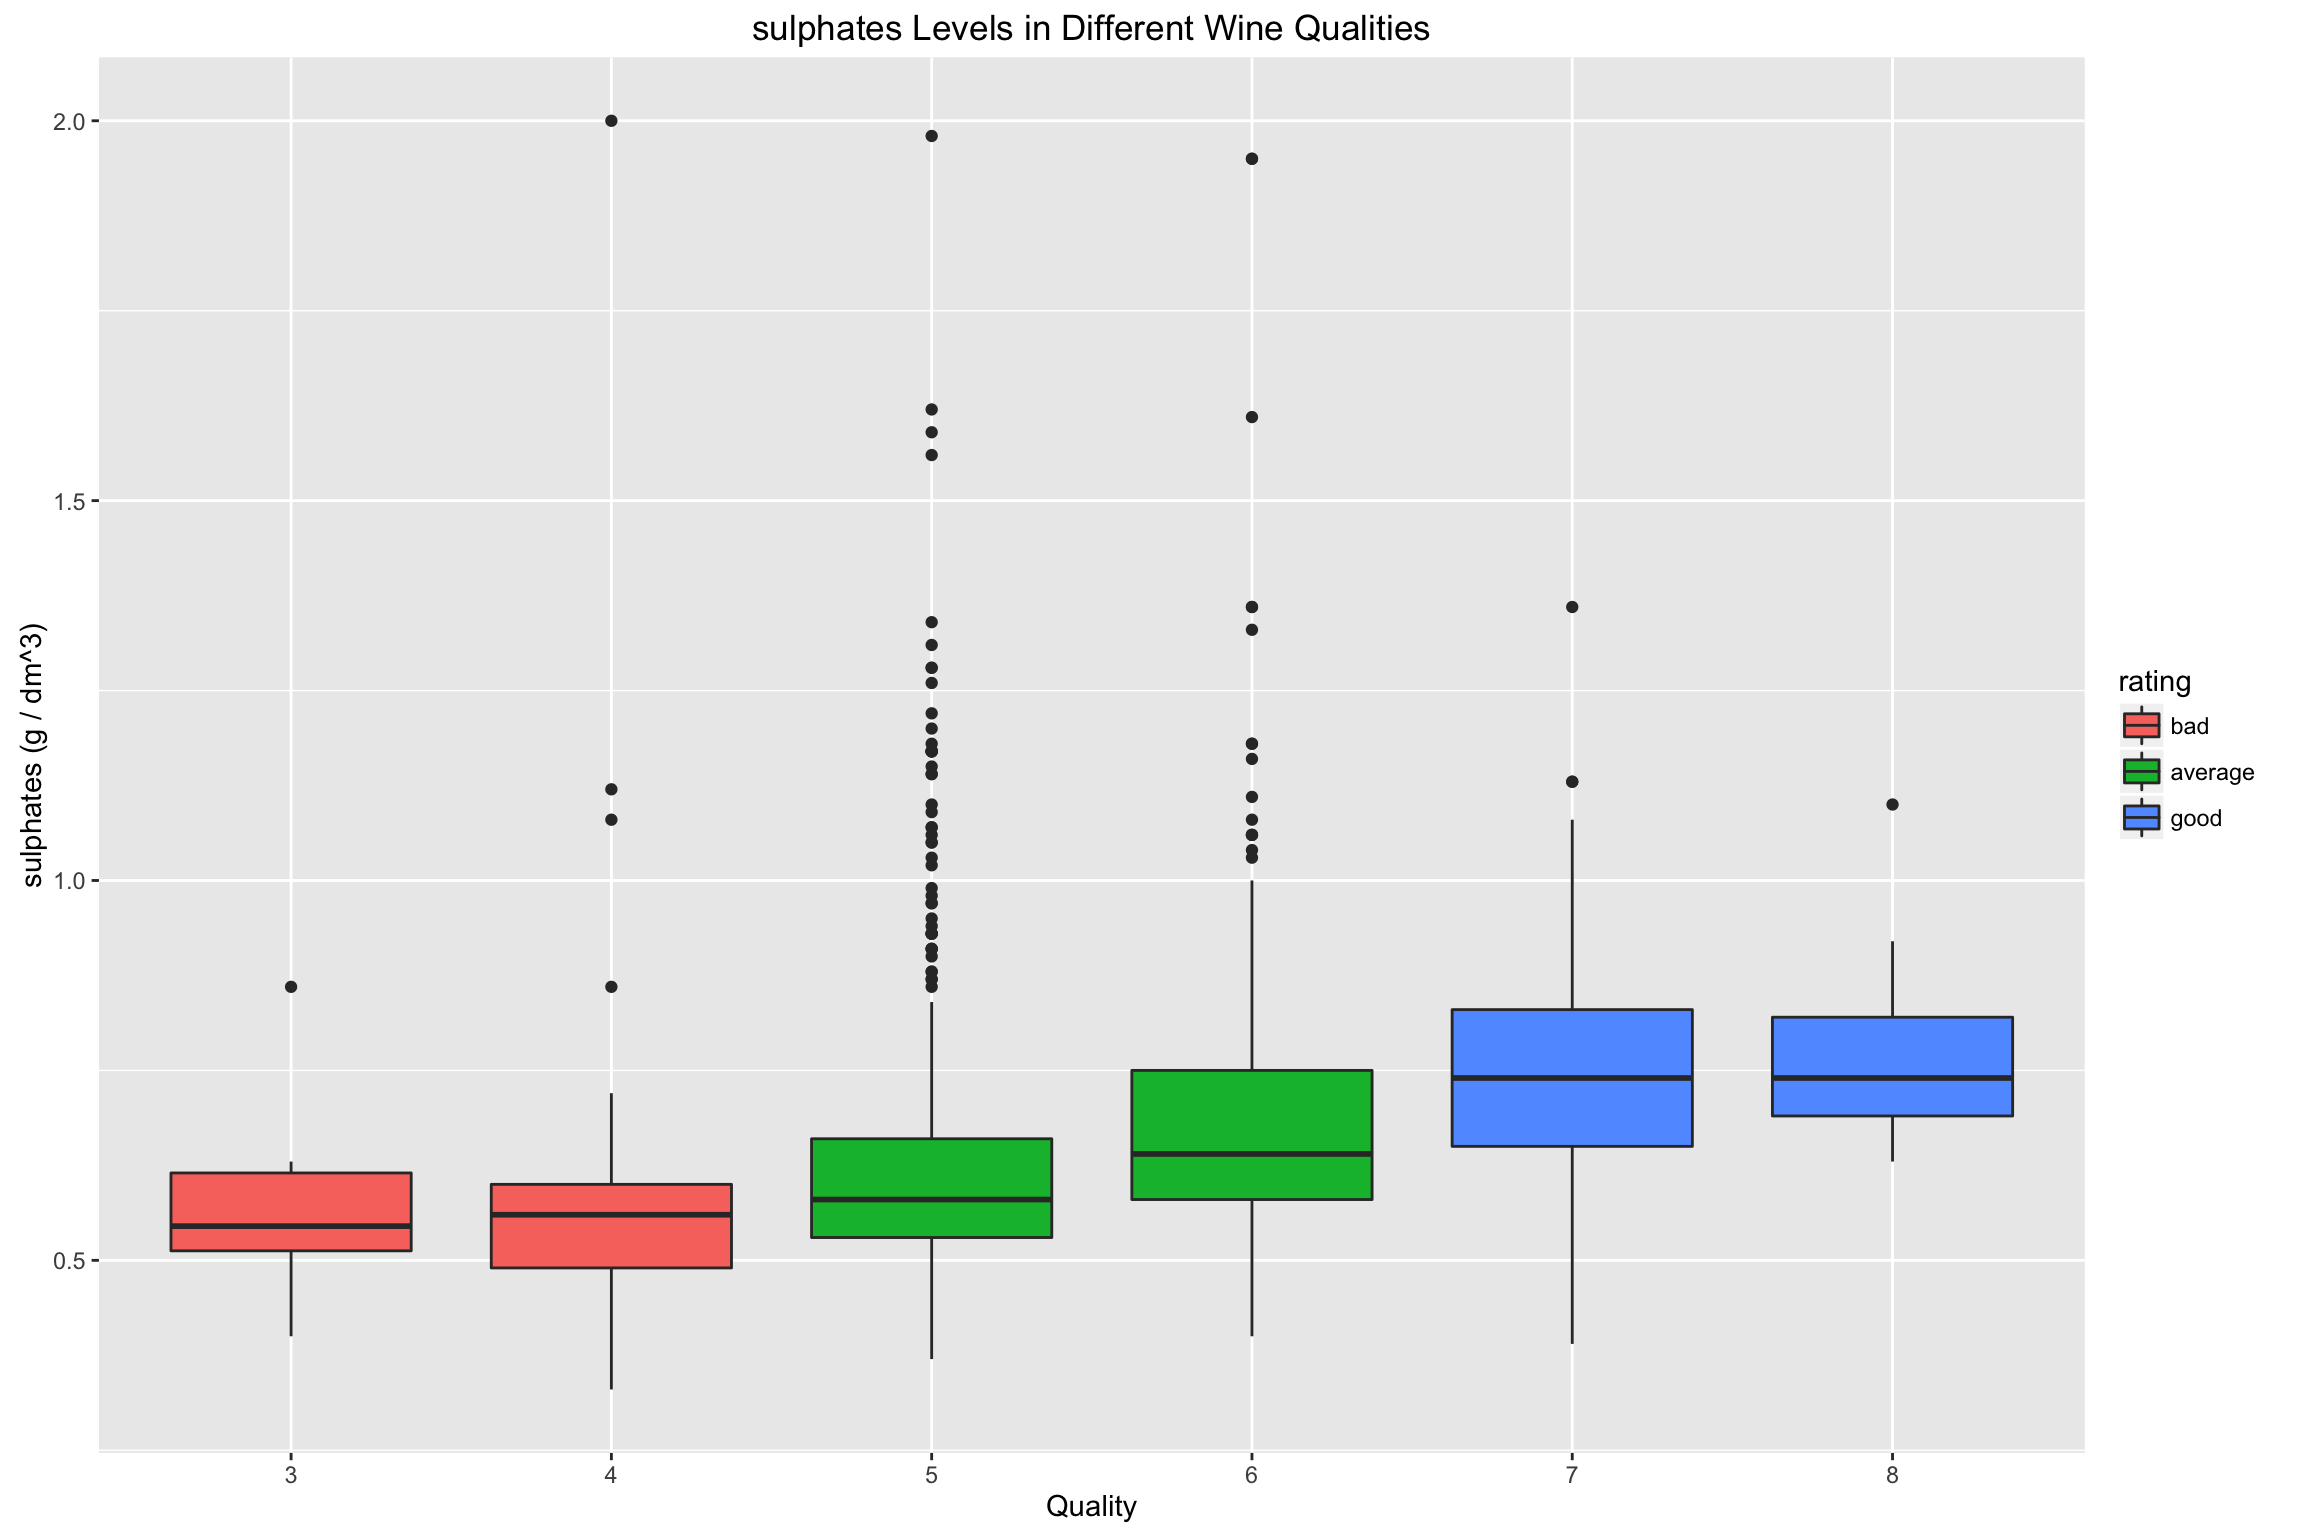 sulphates Levels in Different Wine Qualities
sulphates (g / dm^3)
2.0
1.5
1.0
0.5
3 4 5 6 7 8
Quality
rating
bad
average
good